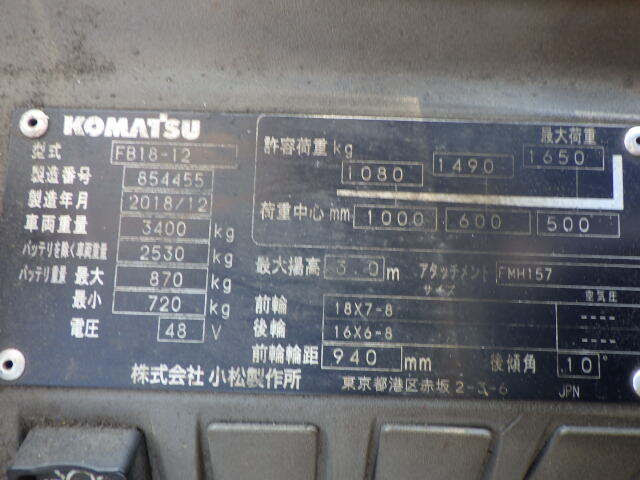 KOMATSU
型式 FB18-12
製造番号 854455
製造年月 2018/12
車両重量 3400 kg
バッテリを除く車両重量 2530 kg
バッテリ重量 最大 870 kg
最小 720 kg
電圧 48 V
株式会社 小松製作所
最大荷重
許容荷重 kg 1080 1490 1650
荷重中心 mm 1000 600 500
最大揚高 3.0 m アタッチメントサイズ FMH157
空気圧
前輪 18X7-8 ----
後輪 16X6-8 ----
前輪輪距 940 mm 後傾角 10°
東京都港区赤坂 2-3-6 JPN